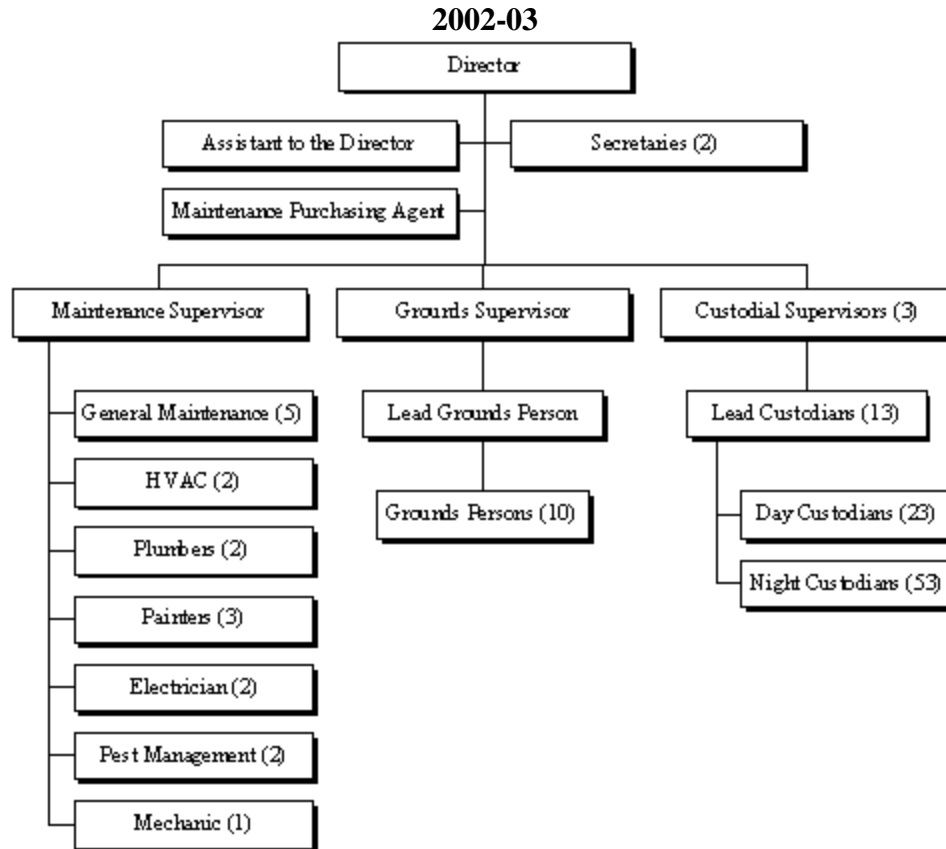 2002-03
Director
Assistant to the Director
Secretaries (2)
Maintenance Purchasing Agent
Maintenance Supervisor
Grounds Supervisor
Custodial Supervisors (3)
General Maintenance (5)
Lead Grounds Person
Lead Custodians (13)
HVAC (2)
Grounds Persons (10)
Day Custodians (23)
Plumbers (2)
Night Custodians (53)
Painters (3)
Electrician (2)
Pest Management (2)
Mechanic (1)